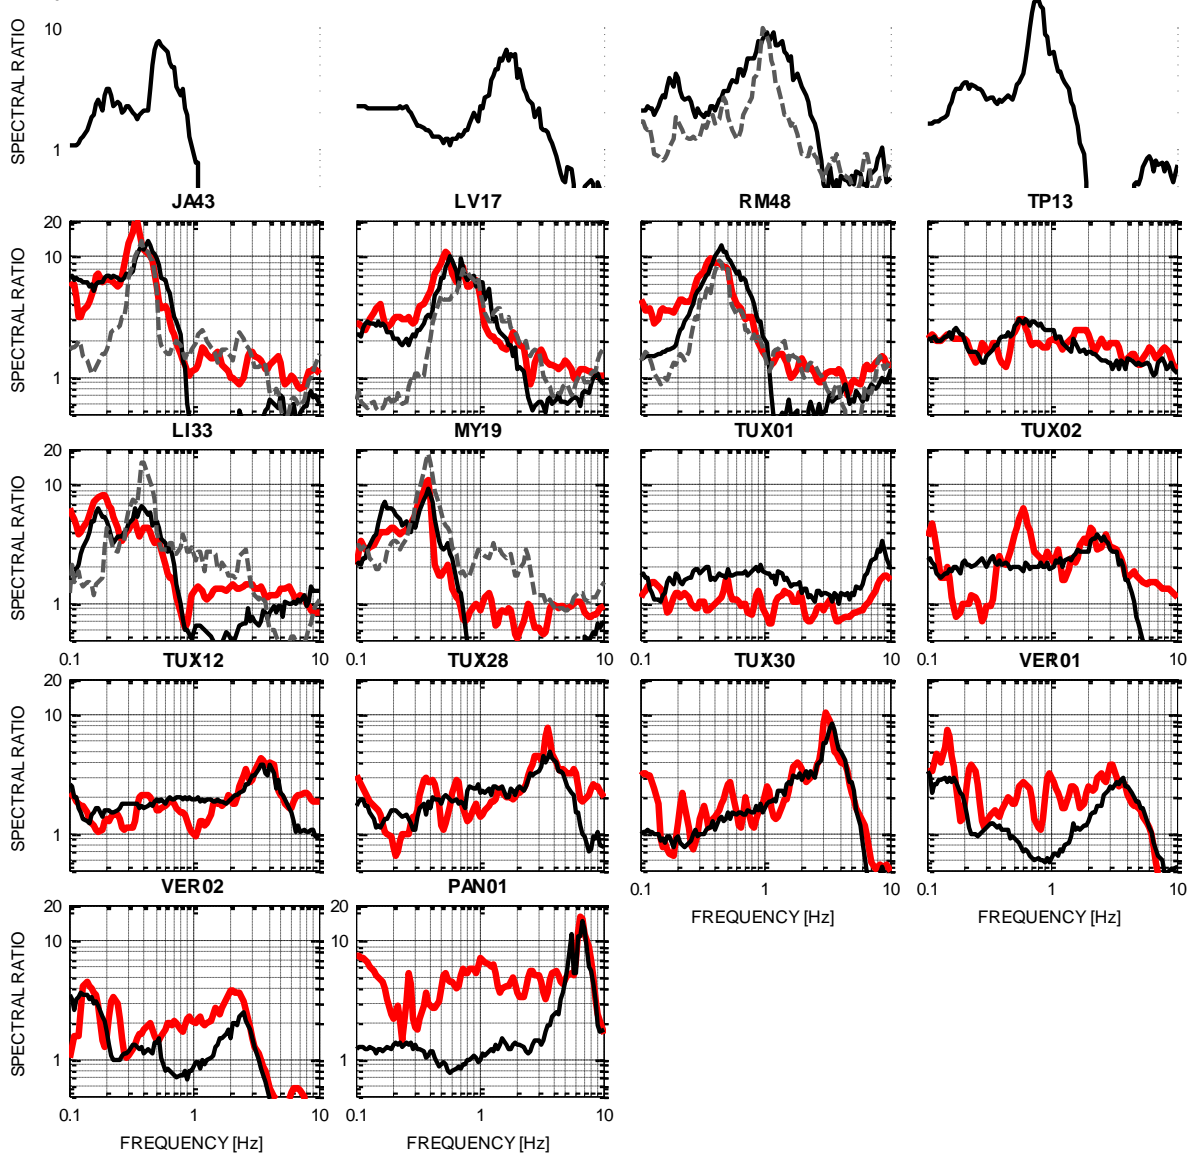 10
SPECTRAL RATIO
1
JA43 LV17 RM48 TP13
20
10
SPECTRAL RATIO
1
LI33 MY19 TUX01 TUX02
20
10
SPECTRAL RATIO
1
0.1 10 0.1 10 0.1 10 0.1 10
TUX12 TUX28 TUX30 VER01
20
10
SPECTRAL RATIO
1
VER02 PAN01 0.1 1 10 0.1 1 10
20 20 FREQUENCY [Hz] FREQUENCY [Hz]
10 10
SPECTRAL RATIO
1 1
0.1 1 10 0.1 1 10
FREQUENCY [Hz] FREQUENCY [Hz]